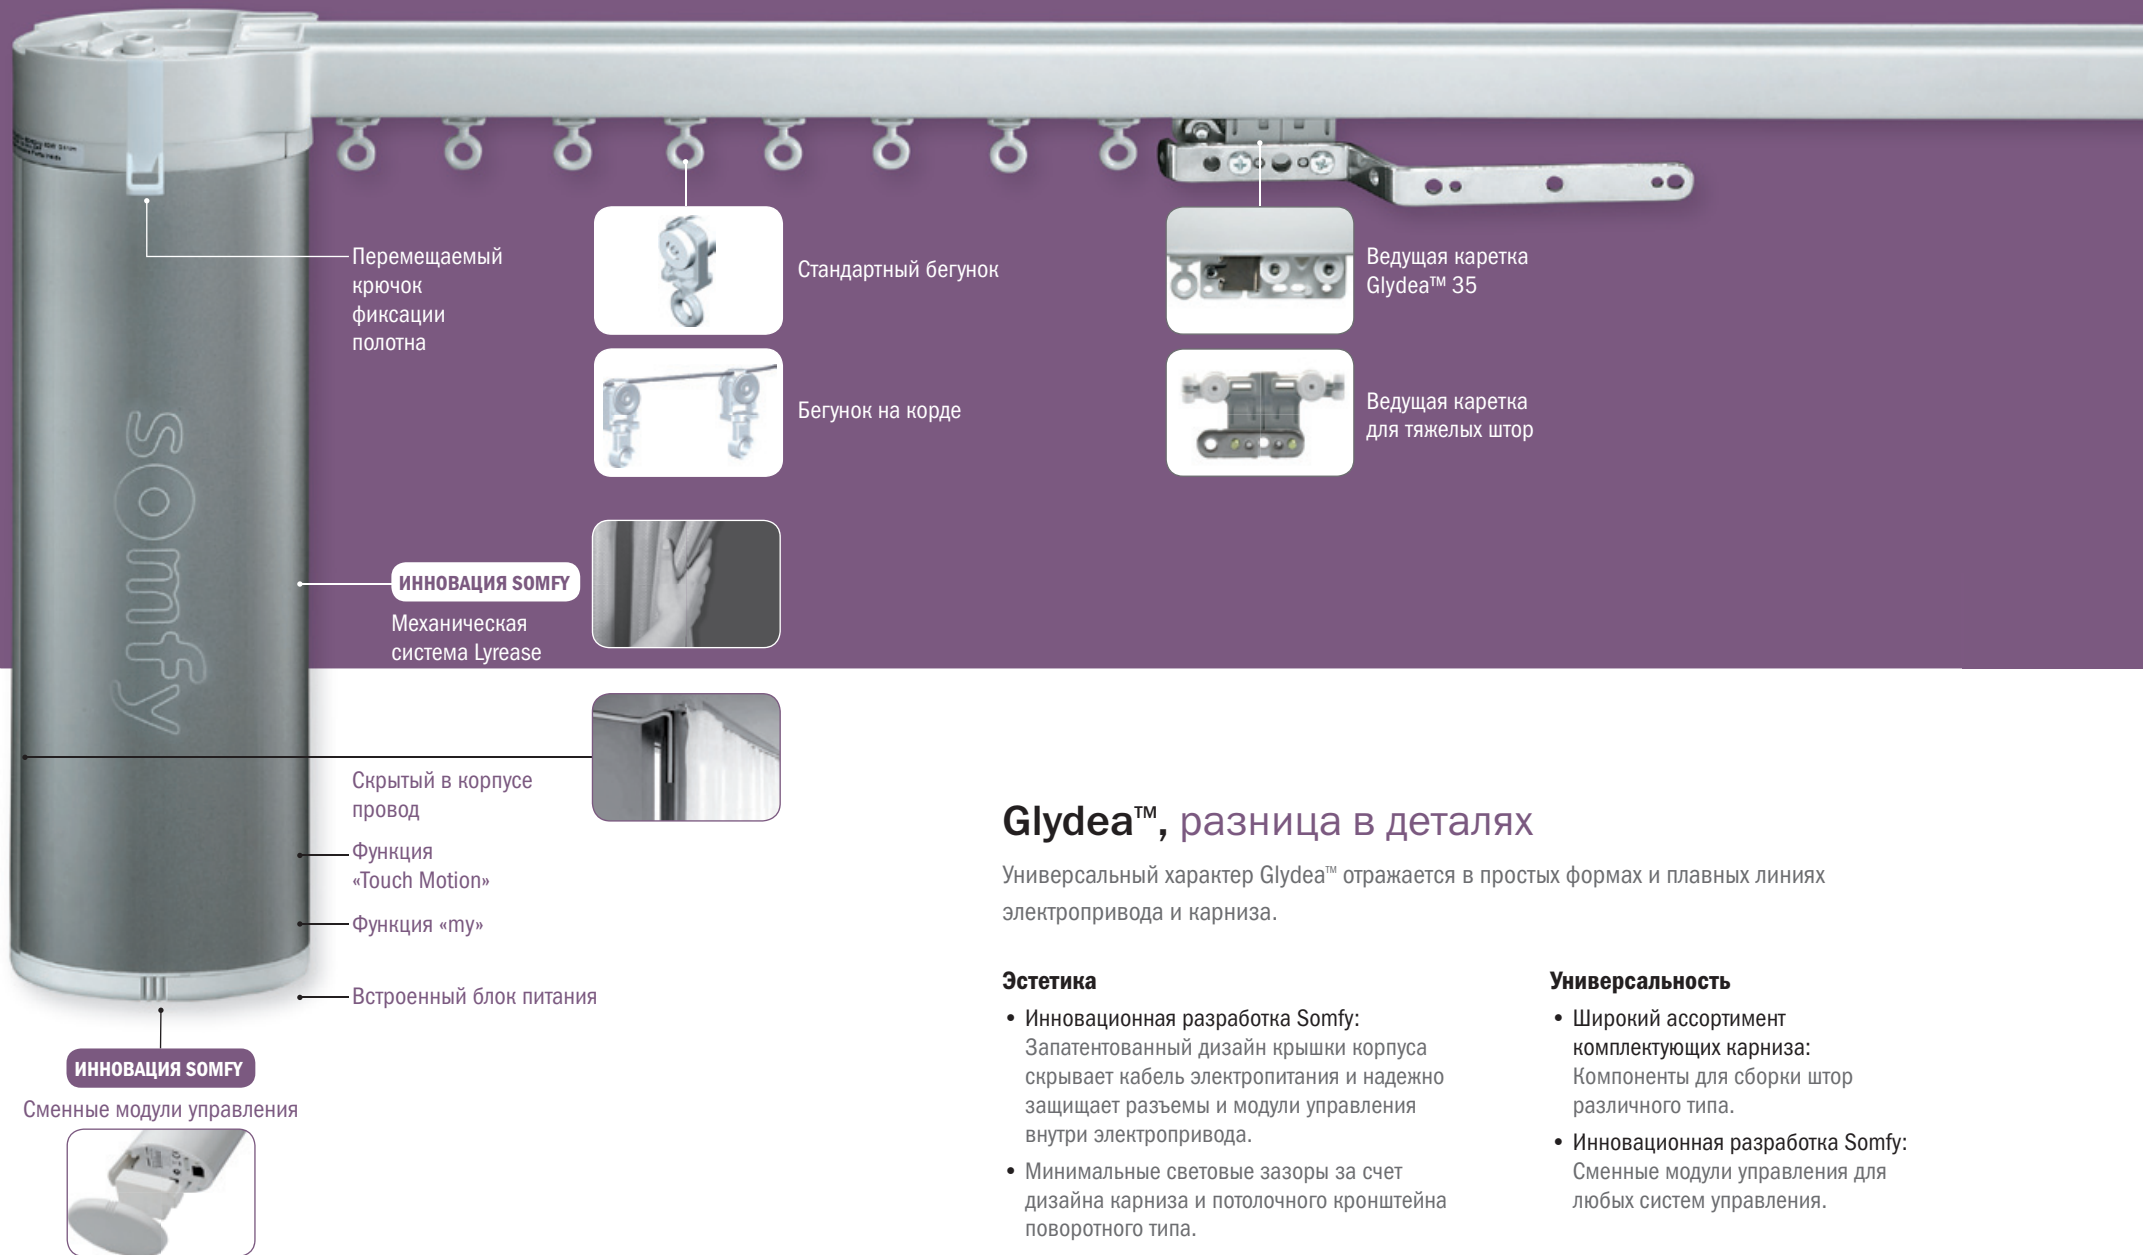 Перемещаемый
крючок
фиксации
полотна
Стандартный бегунок
Бегунок на корде
Ведущая каретка
Glydea™ 35
Ведущая каретка
для тяжелых штор
somfy
ИННОВАЦИЯ SOMFY
Механическая
система Lyrease
Скрытый в корпусе
провод
Функция
«Touch Motion»
Функция «my»
Встроенный блок питания
ИННОВАЦИЯ SOMFY
Сменные модули управления
Glydea™, разница в деталях
Универсальный характер Glydea™ отражается в простых формах и плавных линиях
электропривода и карниза.
Эстетика
• Инновационная разработка Somfy:
Запатентованный дизайн крышки корпуса
скрывает кабель электропитания и надежно
защищает разъемы и модули управления
внутри электропривода.
• Минимальные световые зазоры за счет
дизайна карниза и потолочного кронштейна
поворотного типа.
Универсальность
• Широкий ассортимент
комплектующих карниза:
Компоненты для сборки штор
различного типа.
• Инновационная разработка Somfy:
Сменные модули управления для
любых систем управления.